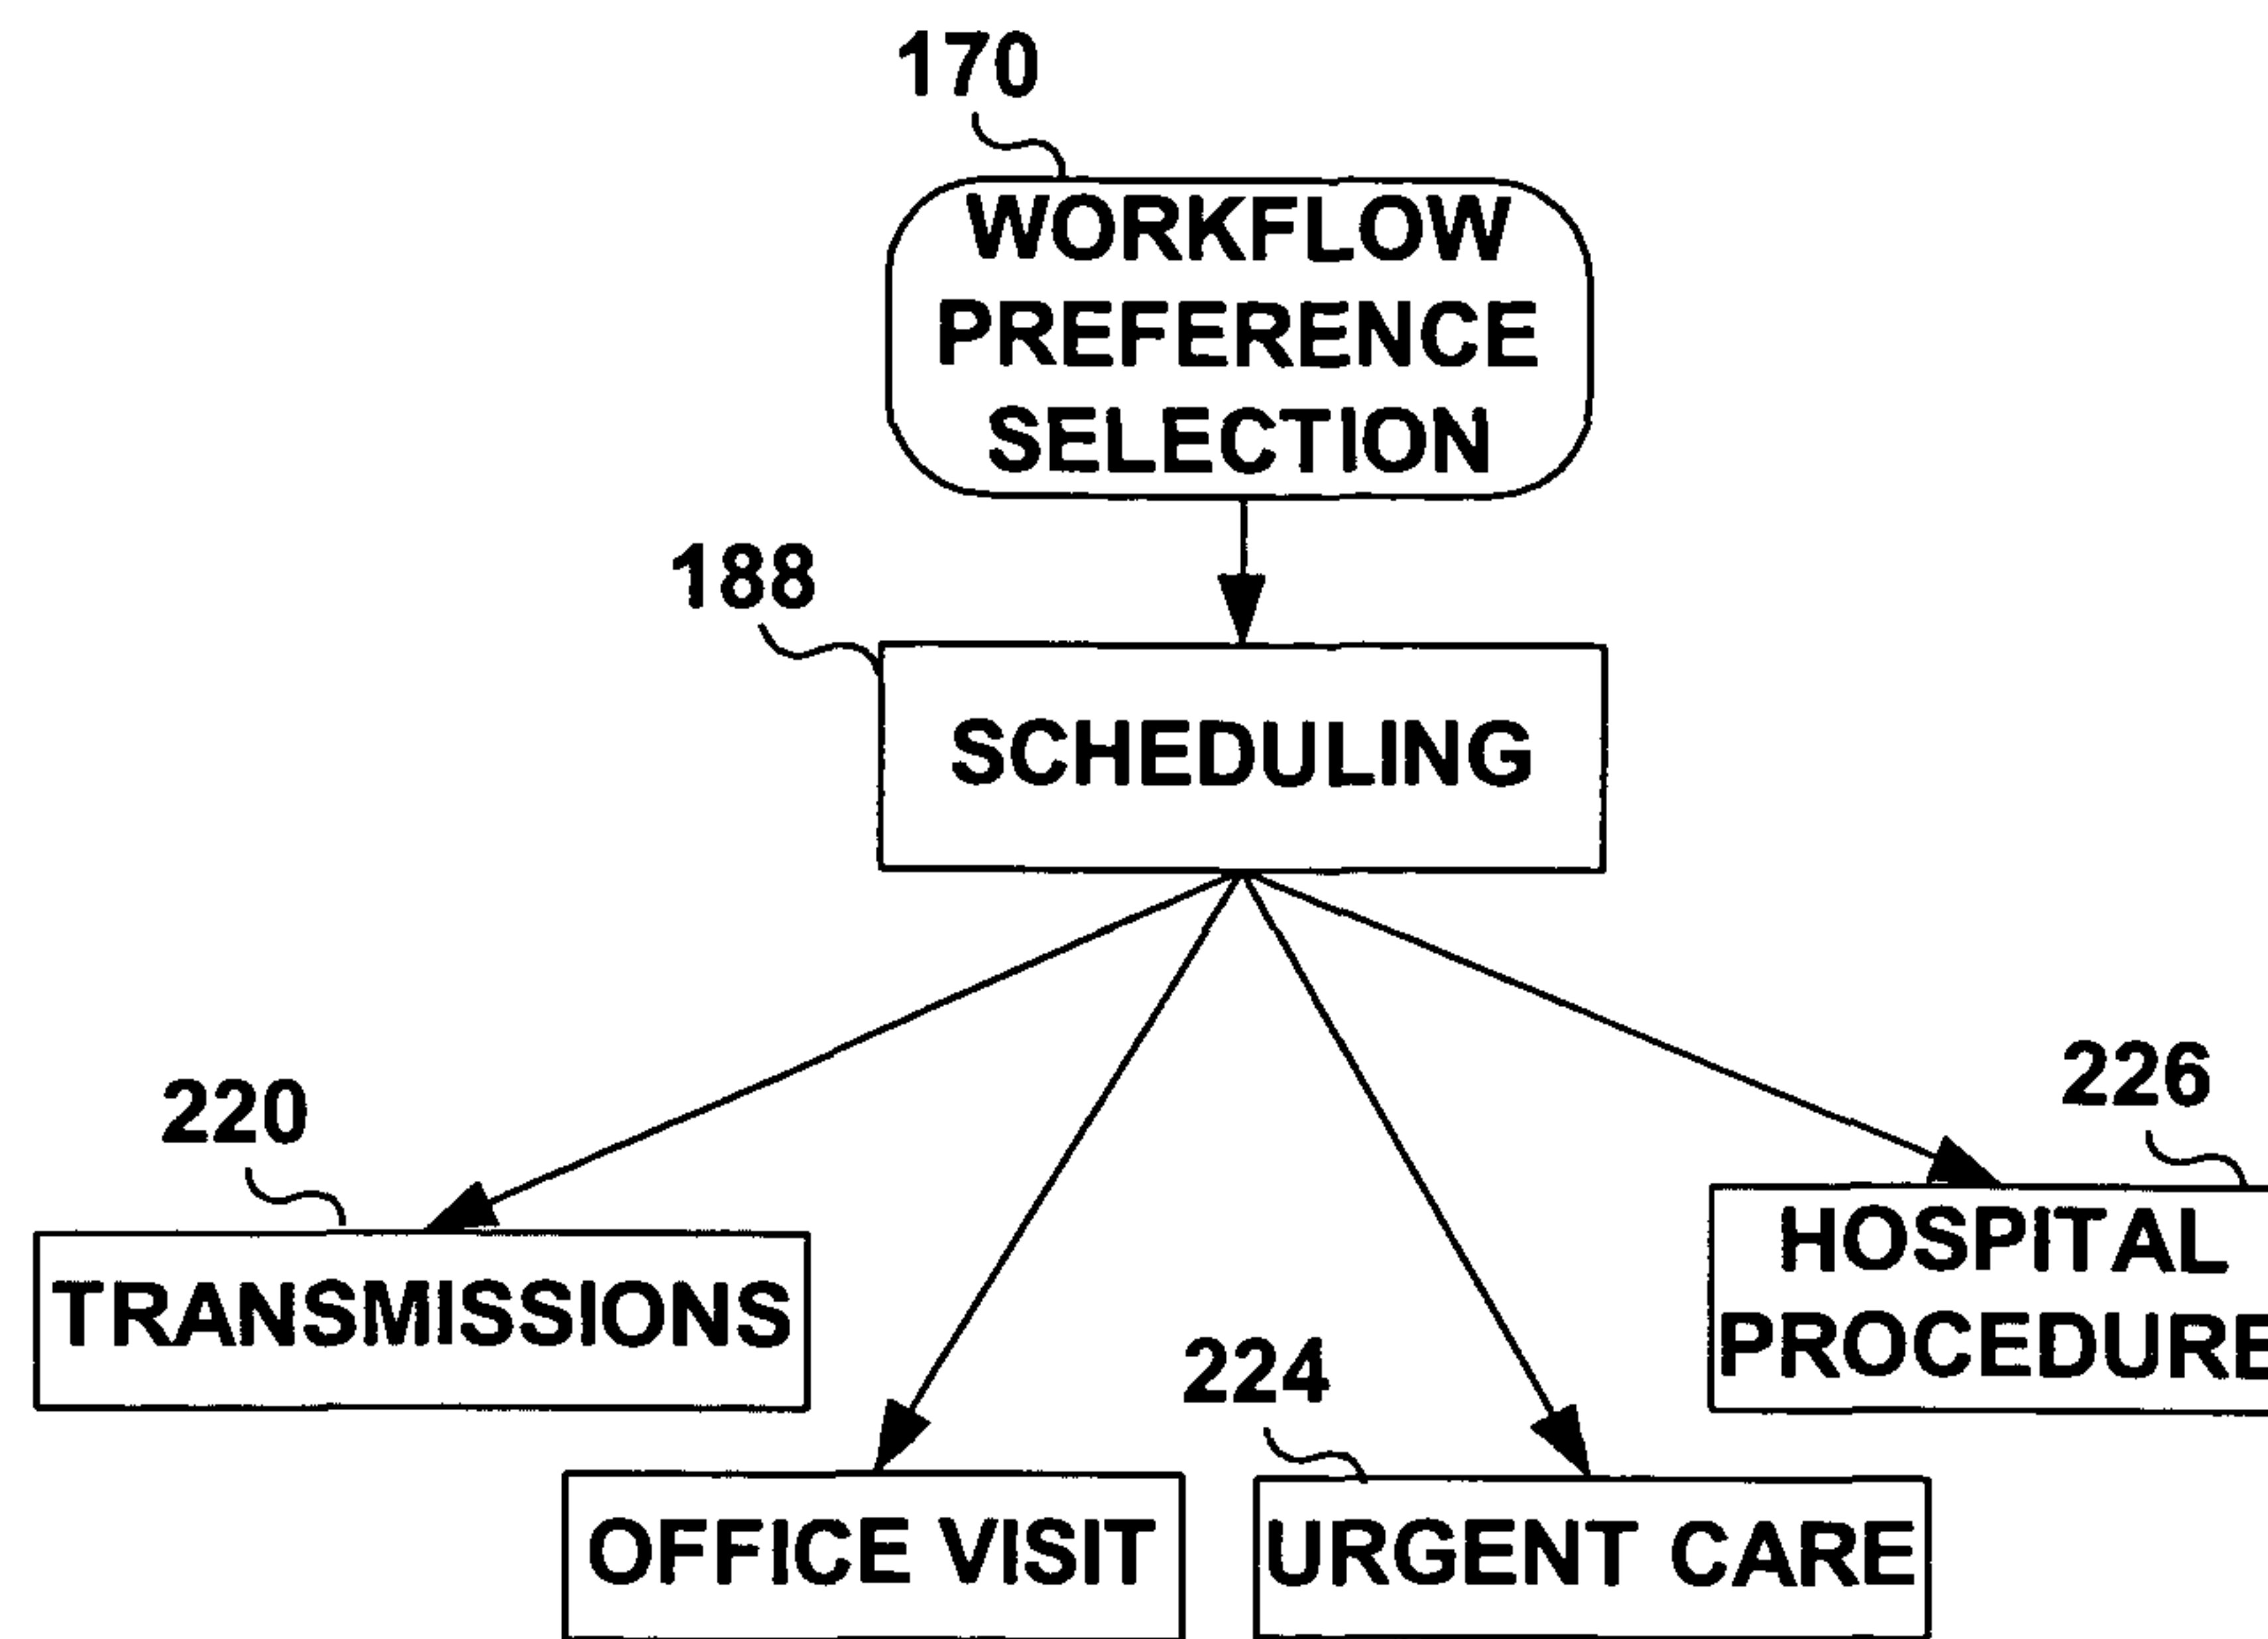 170
WORKFLOW
PREFERENCE
SELECTION
188
SCHEDULING
220
TRANSMISSIONS
226
HOSPITAL
PROCEDURE
OFFICE VISIT
224
URGENT CARE